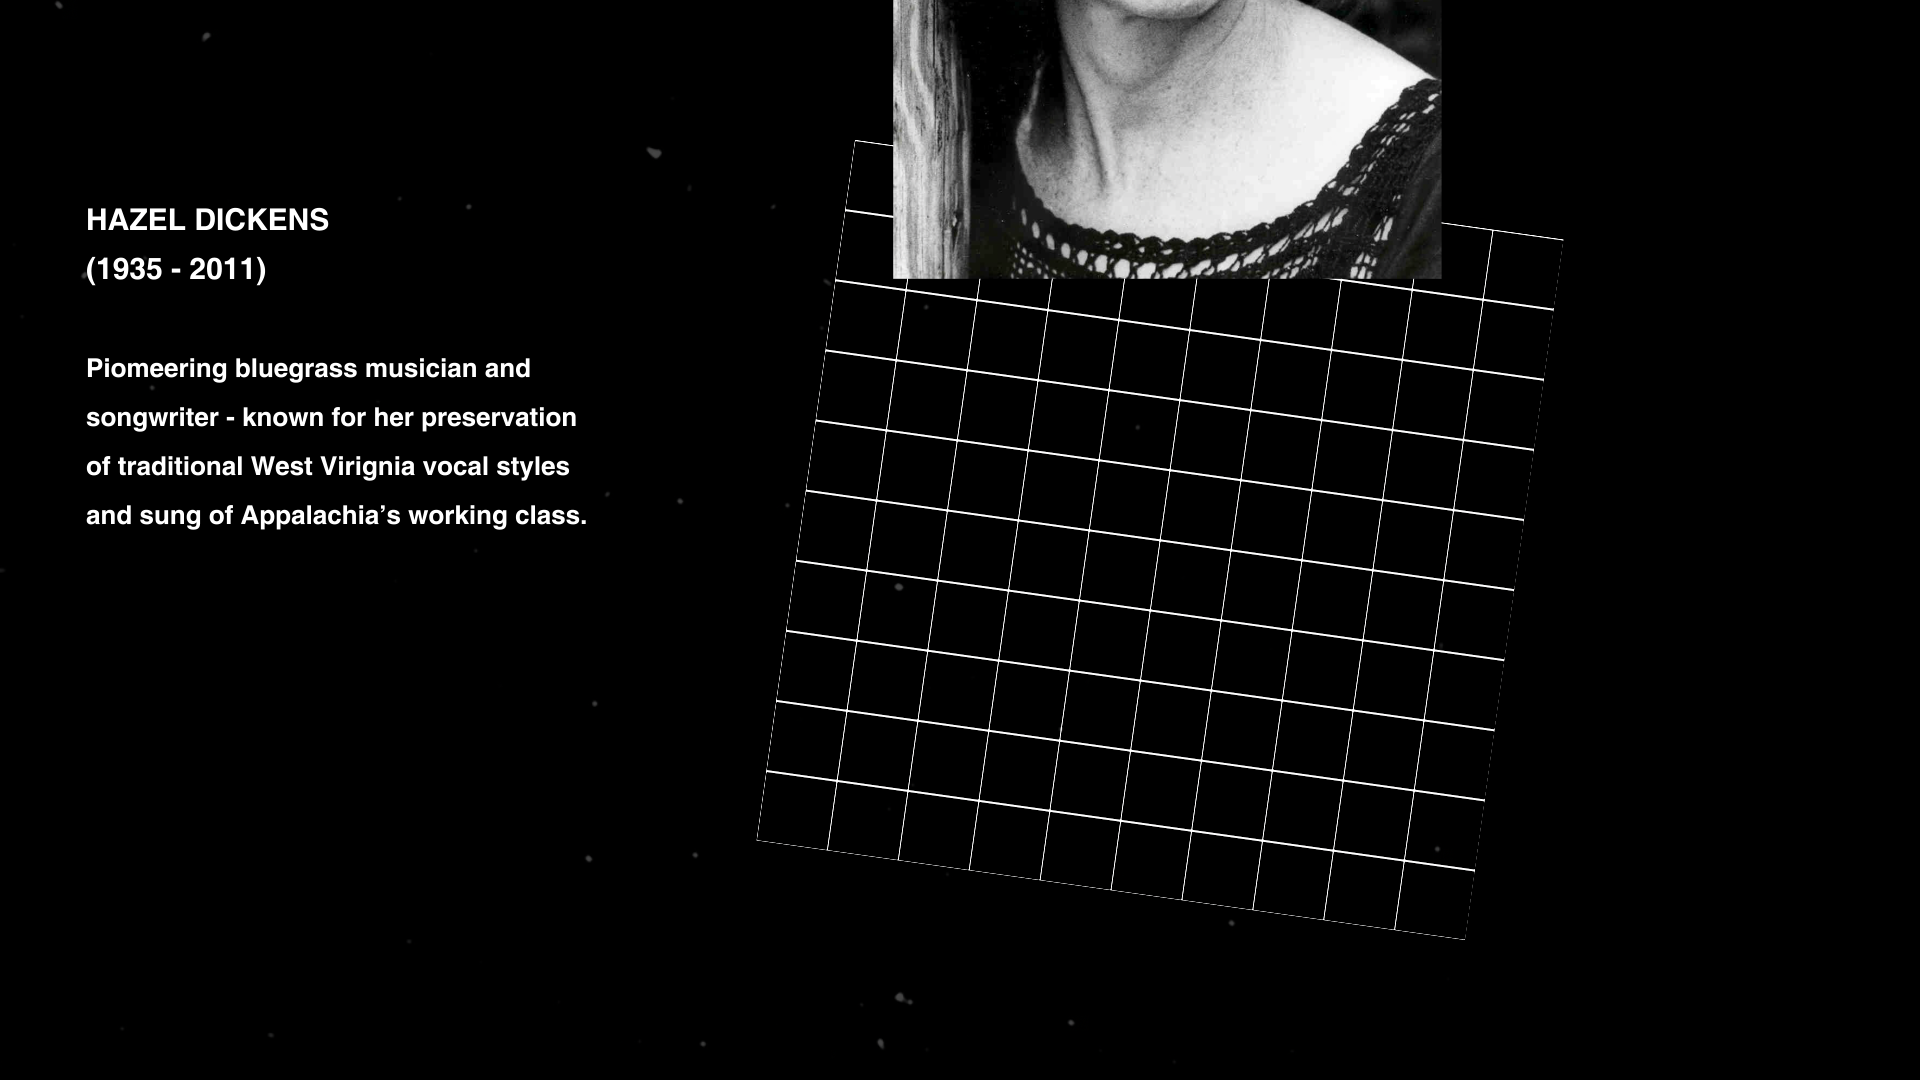 HAZEL DICKENS
(1935 - 2011)
Piomeering bluegrass musician and
songwriter - known for her preservation
of traditional West Virignia vocal styles
and sung of Appalachia’s working class.